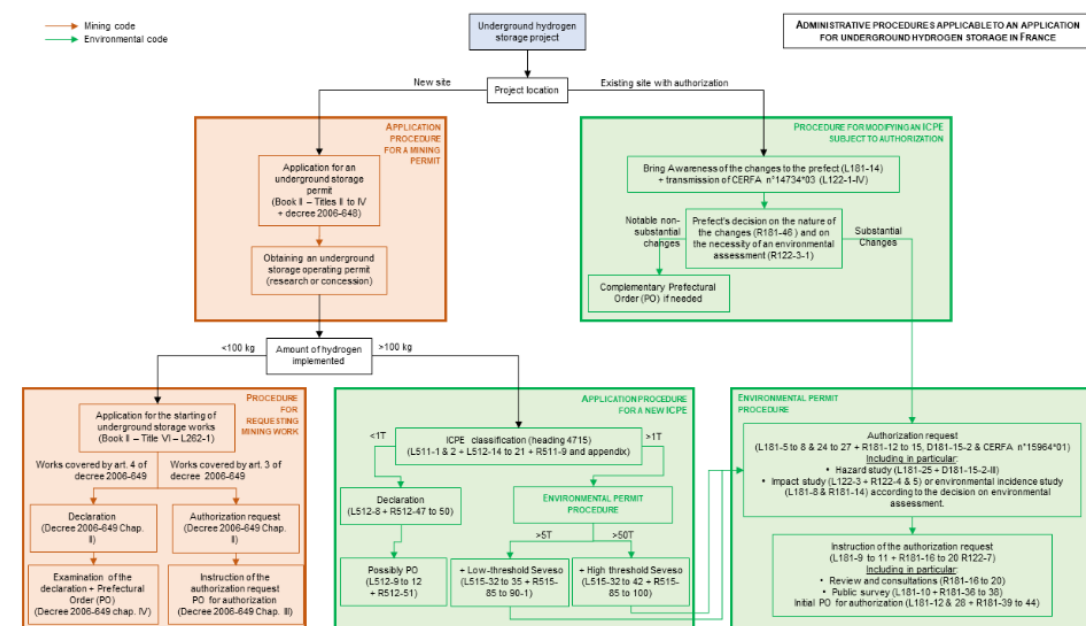 Mining code
Environmental code
Underground hydrogen
storage project
ADMINISTRATIVE PROCEDURES APPLICABLE TO AN APPLICATION
FOR UNDERGROUND HYDROGEN STORAGE IN FRANCE
New site
Existing site with authorization
Project location
APPLICATION
PROCEDURE
FOR A MINING
PERMIT
Application for an
underground storage
permit
(Book II – Titles II to IV
+ decree 2006-648)
Obtaining an underground
storage operating permit
(research or concession)
PROCEDURE FOR MODIFYING AN ICPE
SUBJECT TO AUTHORIZATION
Bring Awareness of the changes to the prefect (L181-14)
+ transmission of CERFA n°14734*03 (L122-1-IV)
Notable non-
substantial
changes
Prefect's decision on the nature of
the changes (R181-46 ) and on
the necessity of an environmental
assessment (R122-3-1)
Substantial
Changes
Complementary Prefectural
Order (PO) if needed
<100 kg
Amount of hydrogen
implemented
>100 kg
PROCEDURE
FOR
REQUESTING
MINING WORK
Application for the starting of
underground storage works
(Book II – Title VI – L262-1)
Works covered by art. 4 of
decree 2006-649
Works covered by art. 3 of
decree 2006-649
Declaration
(Decree 2006-649 Chap.
II)
Authorization request
(Decree 2006-649 Chap.
II)
Examination of the
declaration + Prefectural
Order (PO)
(Decree 2006-649 chap. IV)
Instruction of the
authorization request
PO for authorization
(Decree 2006-649 Chap. III)
APPLICATION PROCEDURE
FOR A NEW ICPE
<1T
ICPE classification (heading 4715)
(L511-1 & 2 + L512-14 to 21 + R511-9 and appendix)
>1T
Declaration
(L512-8 + R512-47 to 50)
ENVIRONMENTAL PERMIT
PROCEDURE
>5T
>50T
Possibly PO
(L512-9 to 12
+ R512-51)
+ Low-threshold Seveso
(L515-32 to 35 + R515-
85 to 90-1)
+ High threshold Seveso
(L515-32 to 42 + R515-
85 to 100)
ENVIRONMENTAL PERMIT
PROCEDURE
Authorization request
(L181-5 to 8 & 24 to 27 + R181-12 to 15, D181-15-2 & CERFA n°15964*01)
Including in particular:
• Hazard study (L181-25 + D181-15-2-III)
• Impact study (L122-3 + R122-4 & 5) or environmental incidence study
(L181-8 & R181-14) according to the decision on environmental
assessment.
Instruction of the authorization request
(L181-9 to 11 + R181-16 to 20 R122-7)
Including in particular:
• Review and consultations (R181-16 to 20)
• Public survey (L181-10 + R181-36 to 38)
Initial PO for authorization (L181-12 & 28 + R181-39 to 44)